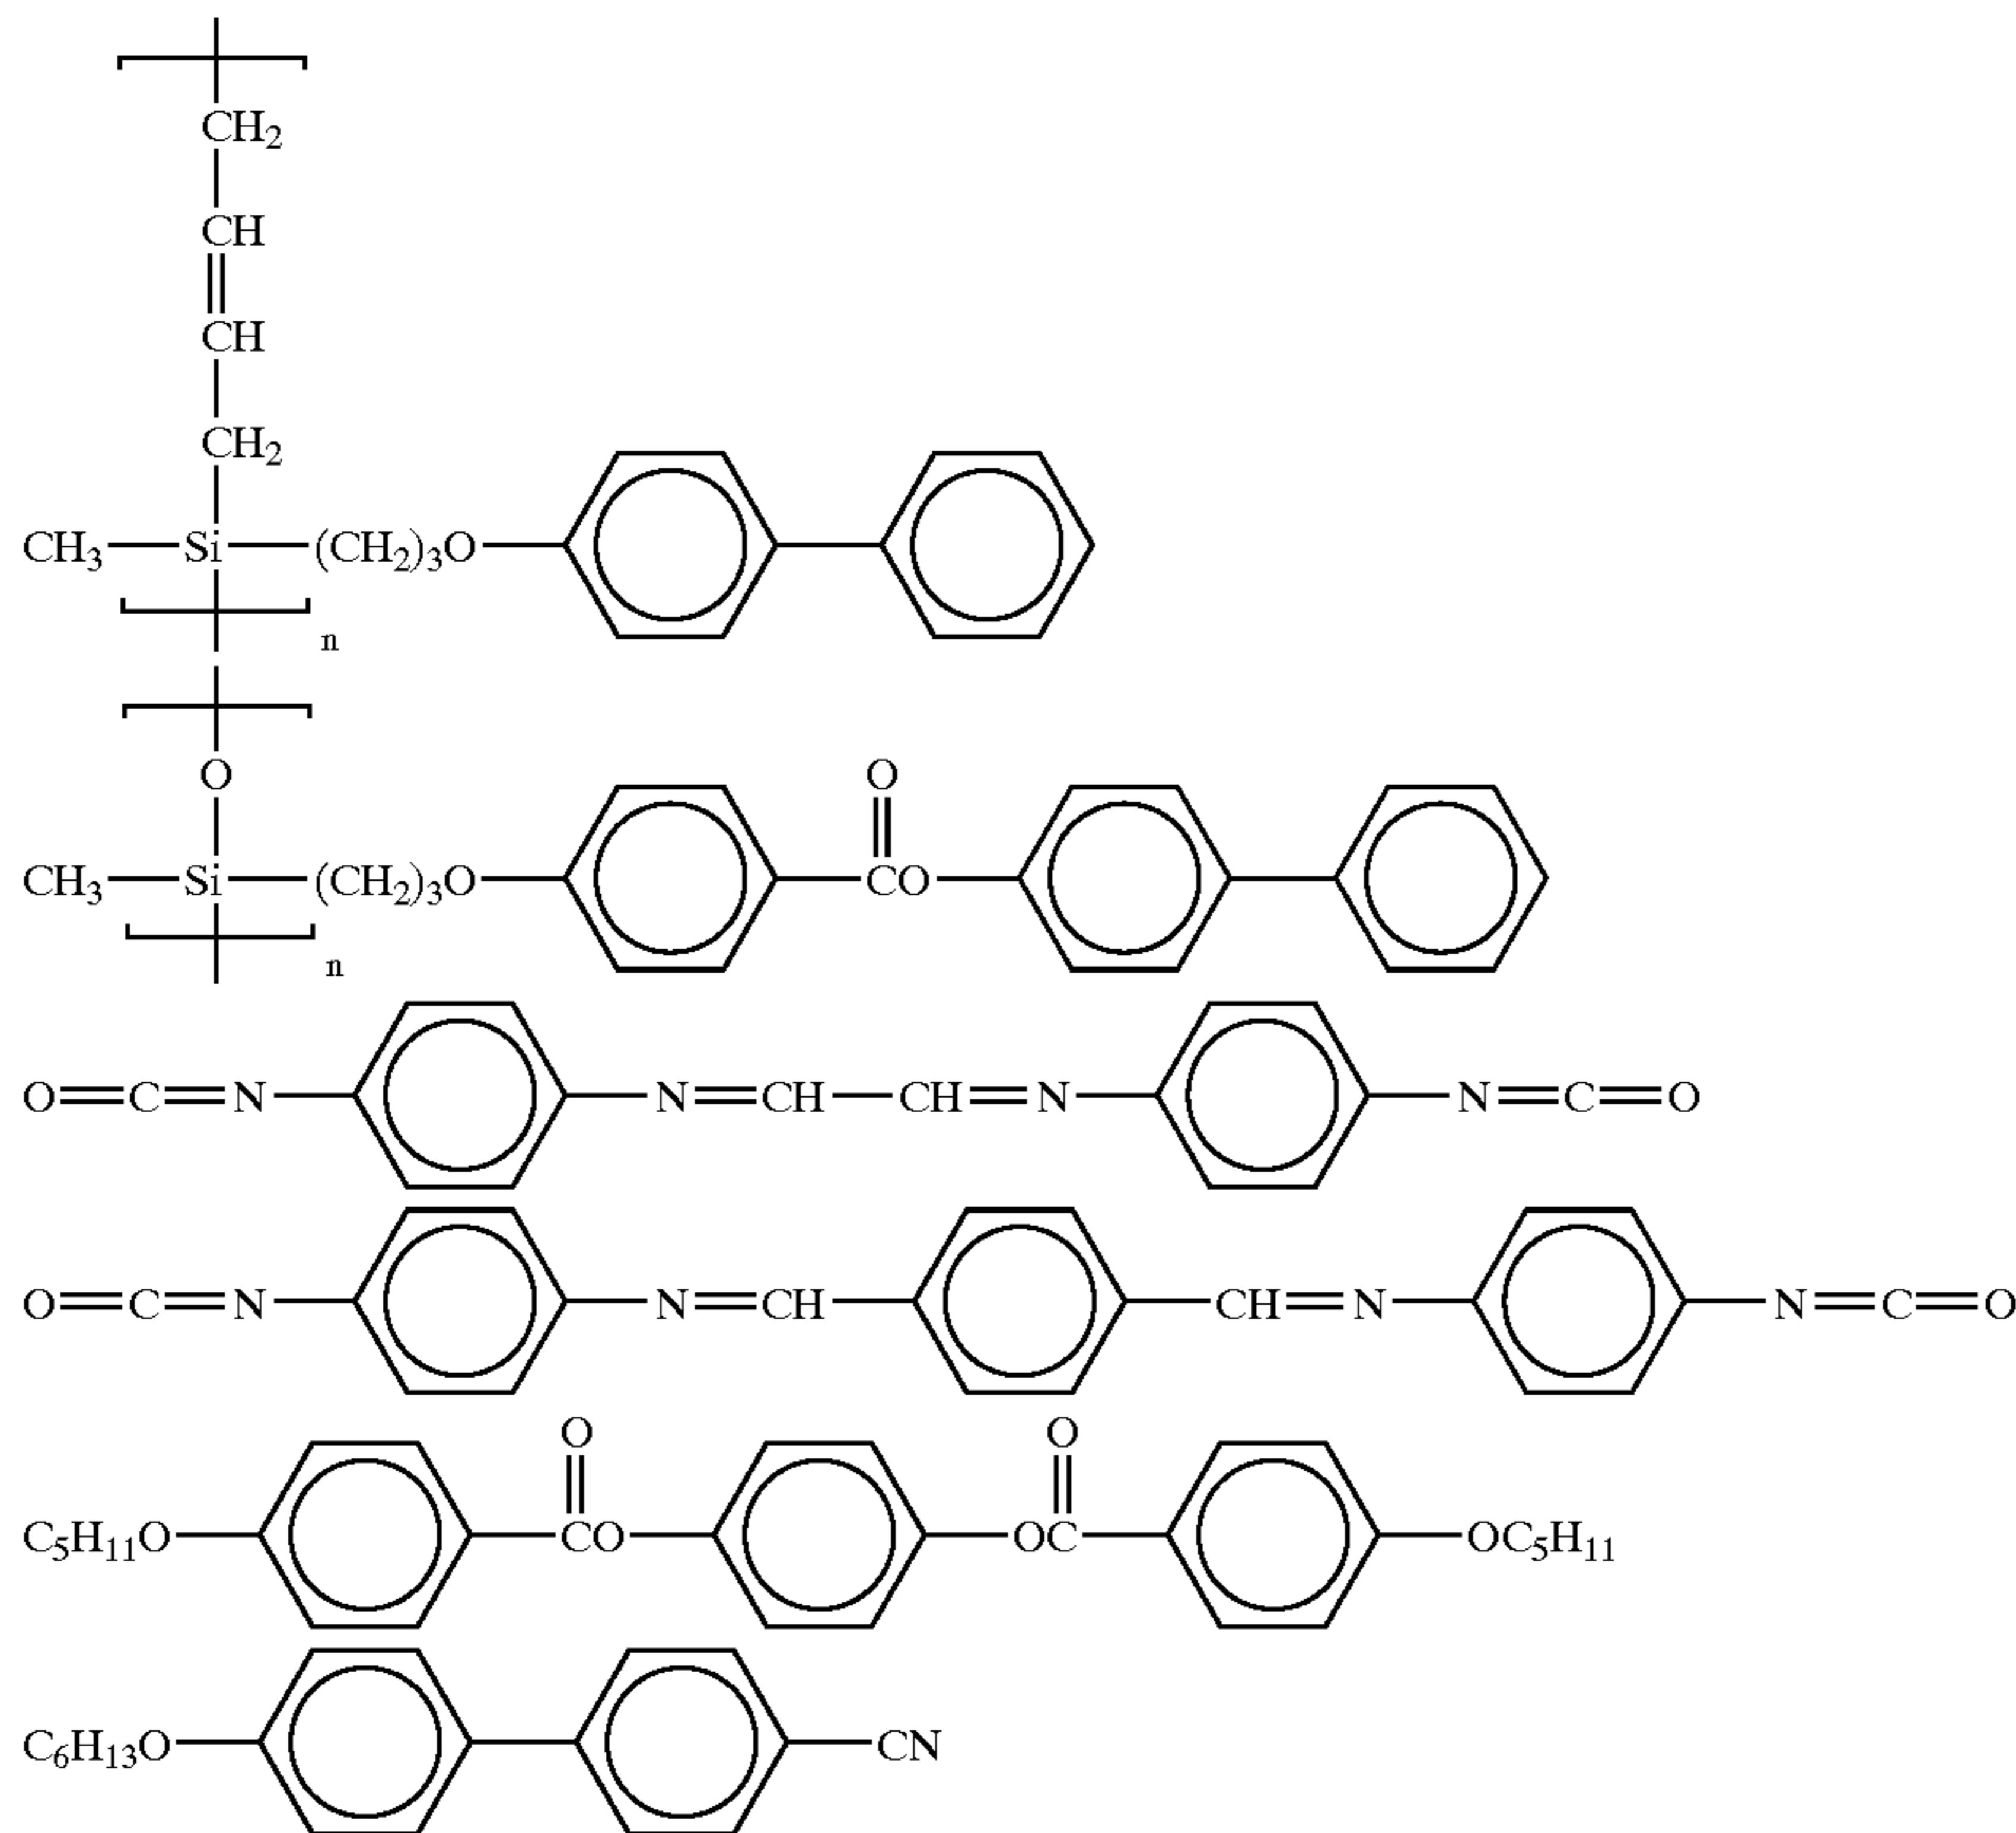 CH2
CH
CH
CH2
CH3 Si (CH2)3O
n
O
O
CH3 Si (CH2)3O CO
n
O C N N CH CH N N C O
O C N N CH CH N N C O
O O
C5H11O CO OC OC5H11
C6H13O CN